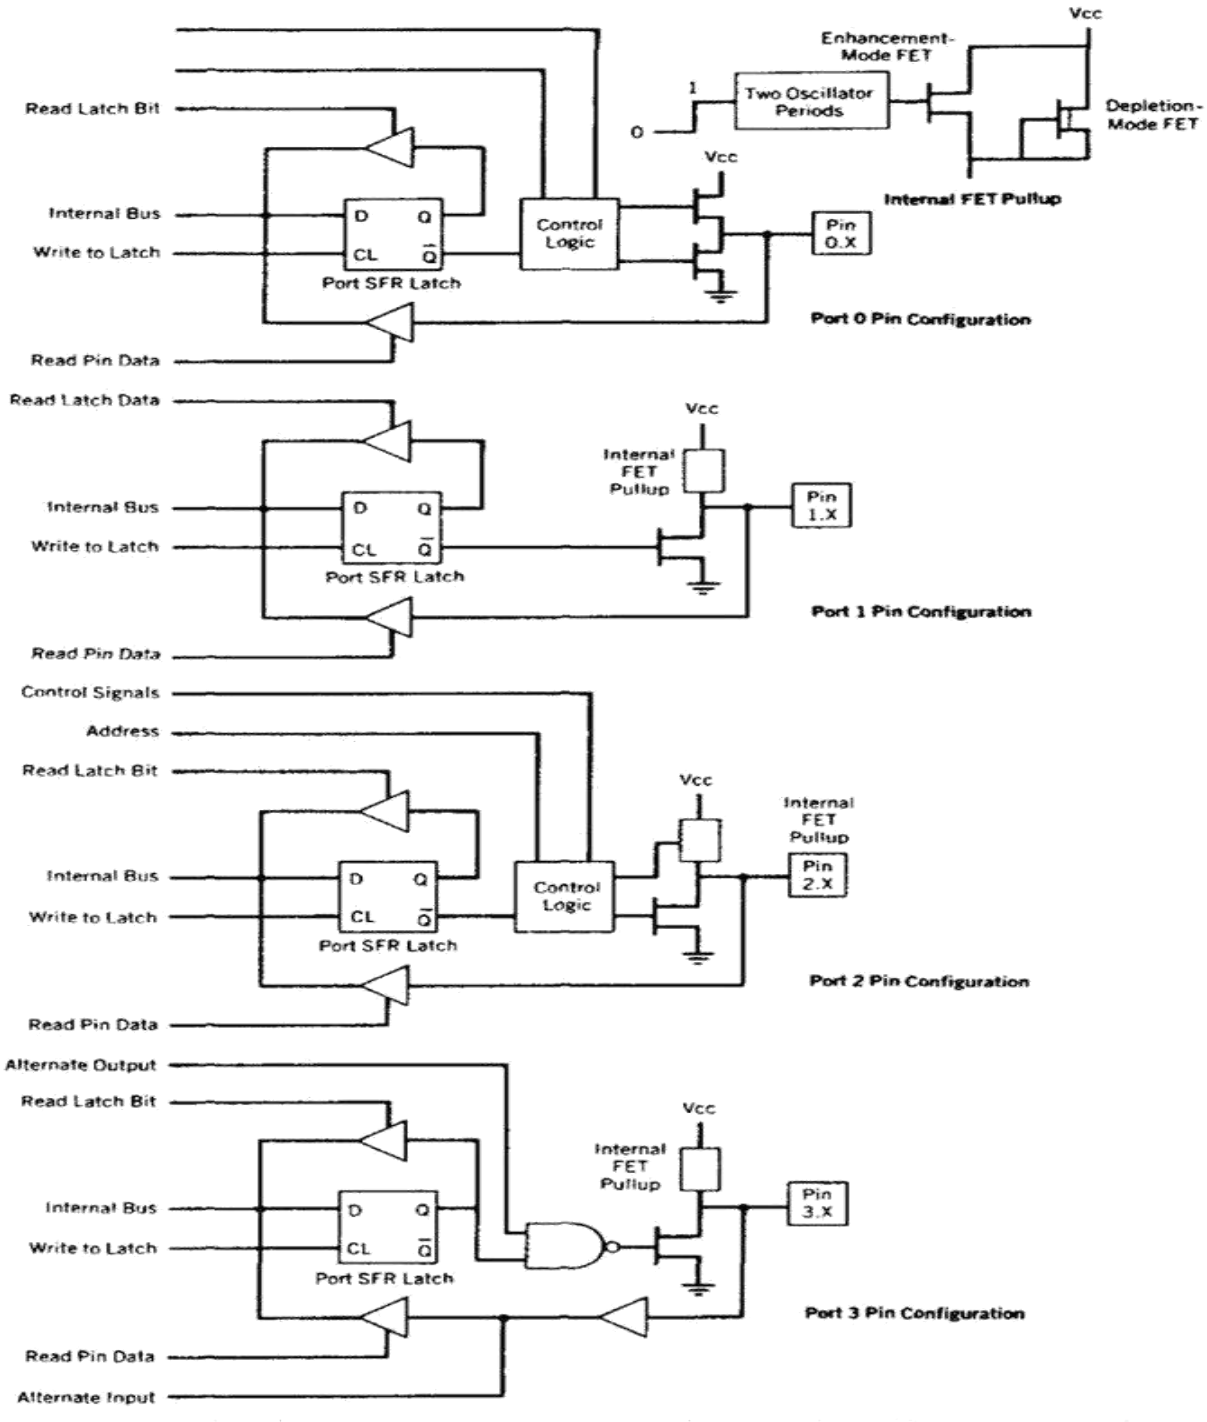 Vcc
Enhancement-
Mode FET
1
Two Oscillator
Periods
Depletion-
Mode FET
0
Read Latch Bit
Vcc
Internal FET Pullup
Internal Bus
D
Q
Control
Logic
Pin
0.X
Write to Latch
CL
Q̅
Port SFR Latch
Port 0 Pin Configuration
Read Pin Data
Read Latch Data
Vcc
Internal
FET
Pullup
Internal Bus
D
Q
Pin
1.X
Write to Latch
CL
Q̅
Port SFR Latch
Port 1 Pin Configuration
Read Pin Data
Control Signals
Address
Read Latch Bit
Vcc
Internal
FET
Pullup
Internal Bus
D
Q
Control
Logic
Pin
2.X
Write to Latch
CL
Q̅
Port SFR Latch
Port 2 Pin Configuration
Read Pin Data
Alternate Output
Read Latch Bit
Vcc
Internal
FET
Pullup
Internal Bus
D
Q
Pin
3.X
Write to Latch
CL
Q̅
Port SFR Latch
Port 3 Pin Configuration
Read Pin Data
Alternate Input